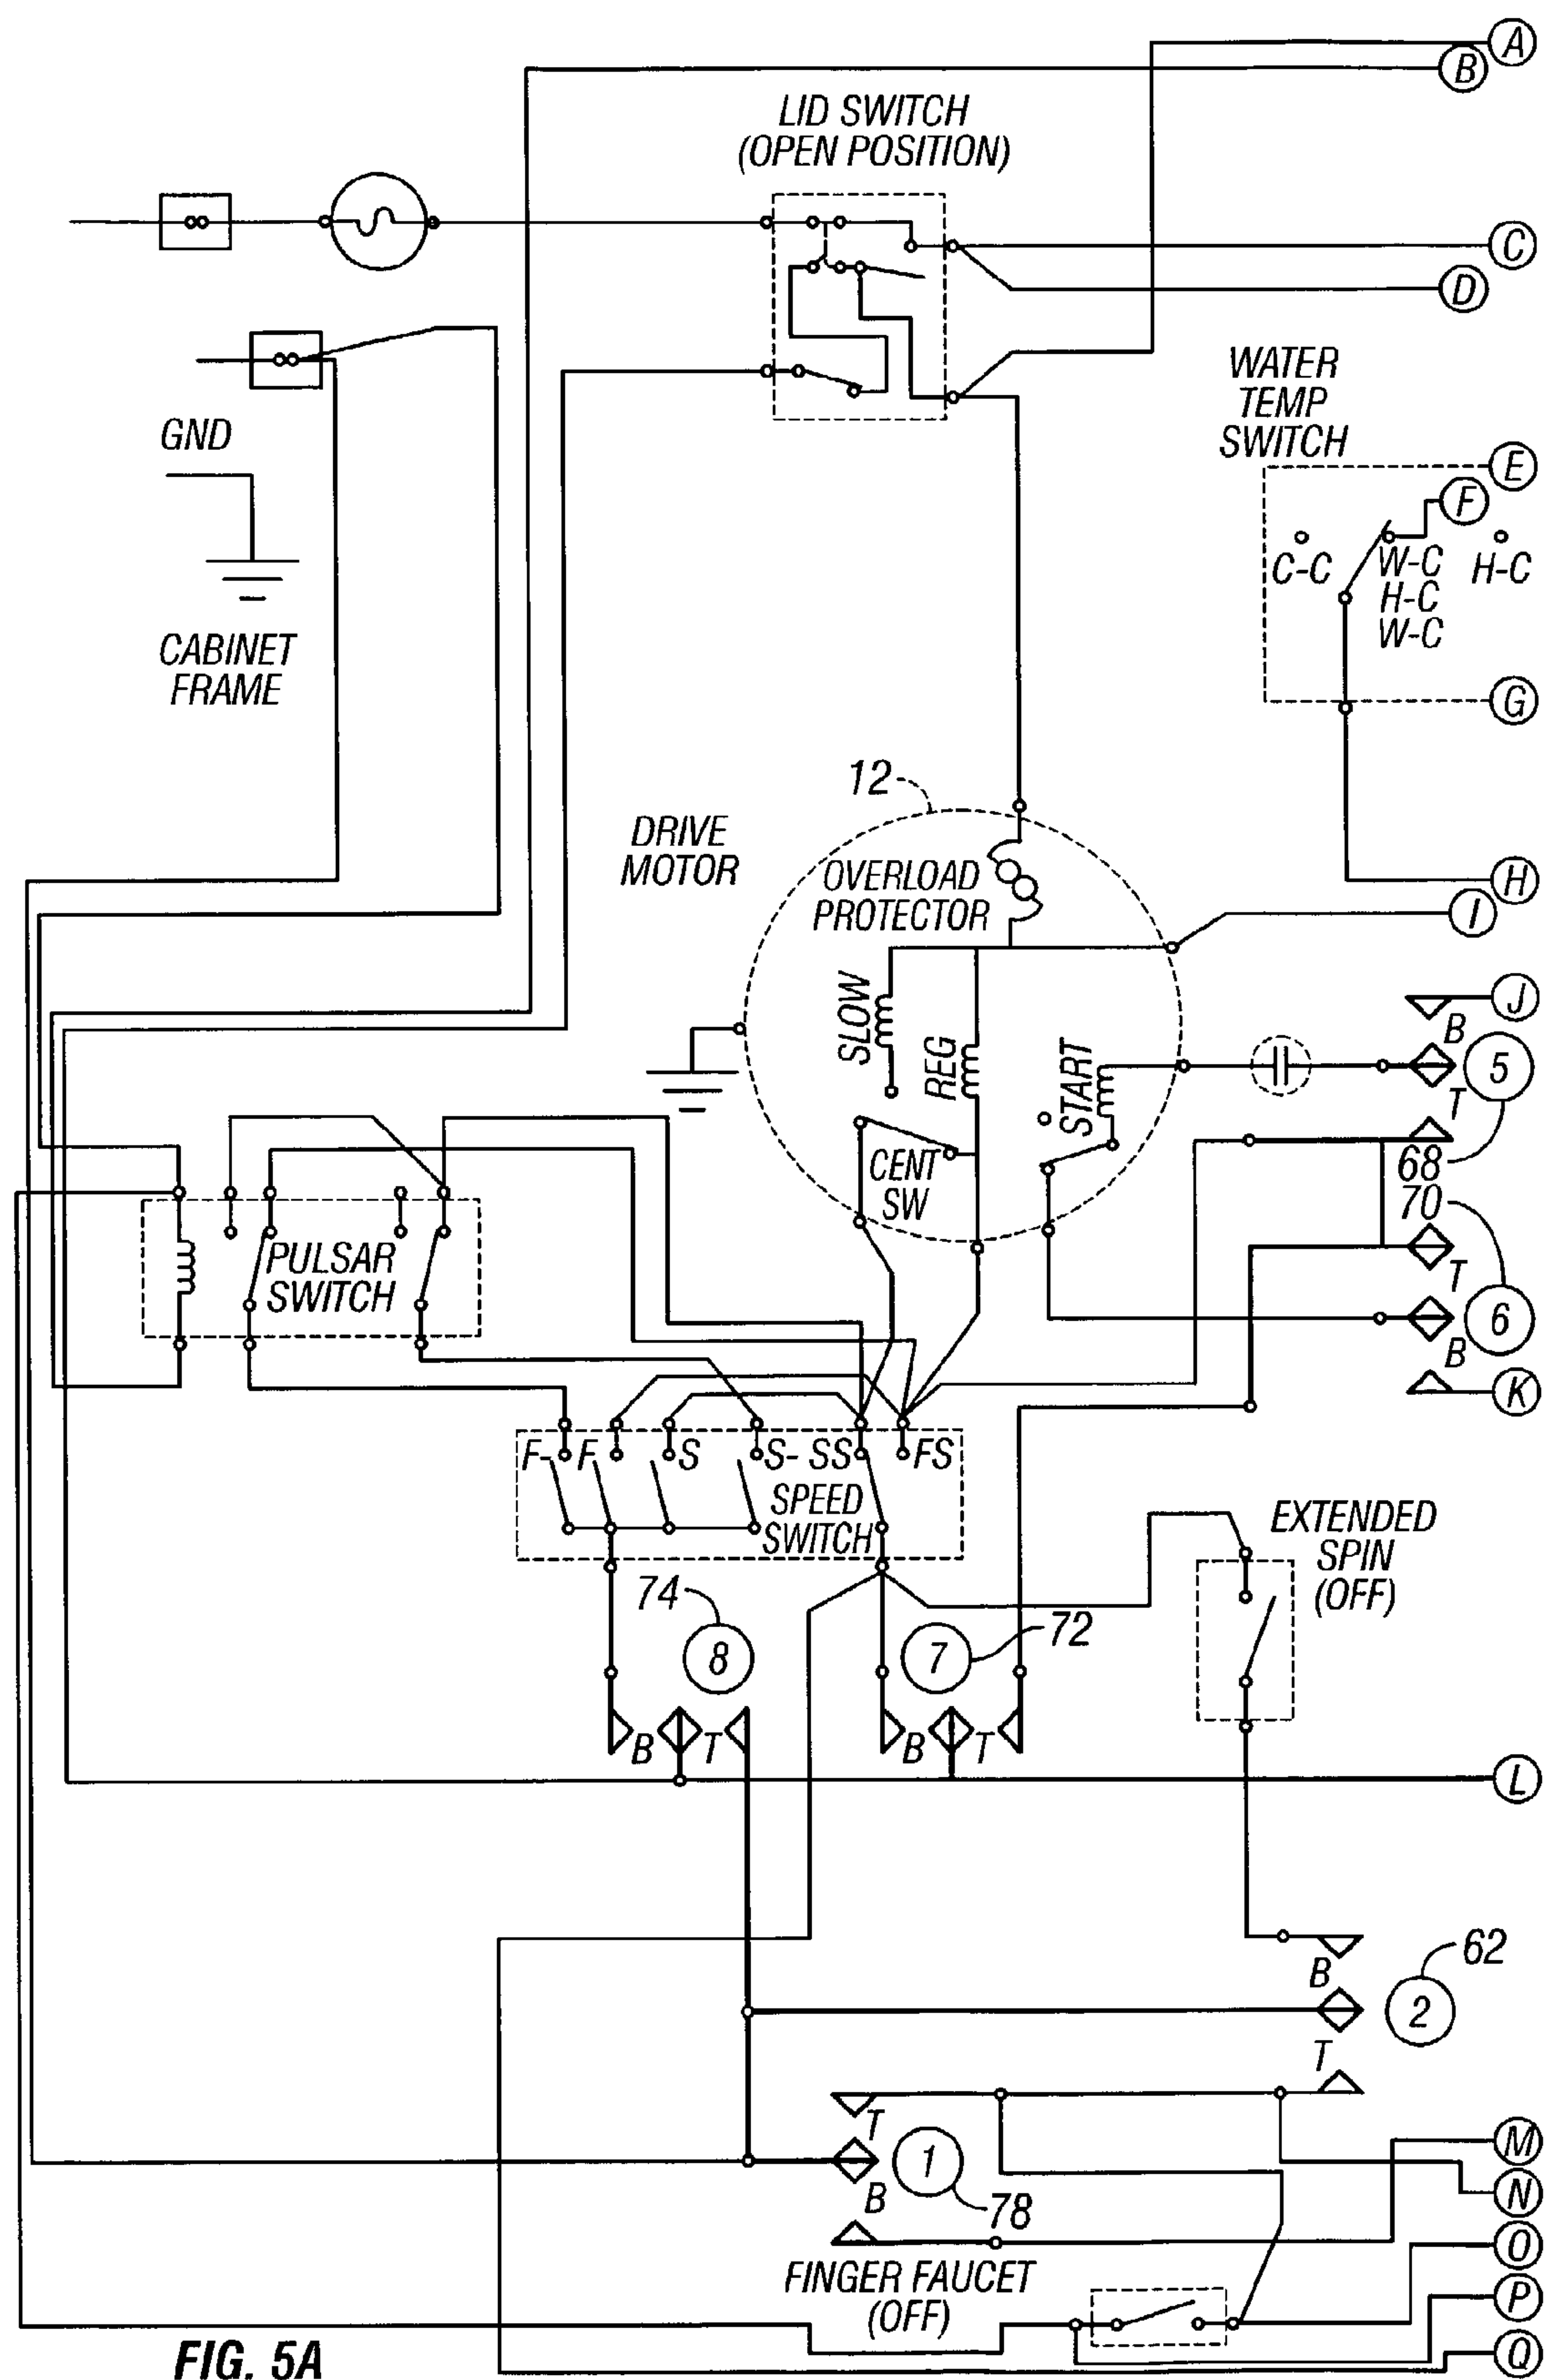 A
B
LID SWITCH
(OPEN POSITION)
C
D
WATER
TEMP
SWITCH
GND
E
F
C-C
W-C
H-C
H-C
W-C
CABINET
FRAME
G
12
DRIVE
MOTOR
OVERLOAD
PROTECTOR
H
I
SLOW
REG
START
J
B
5
T
CENT
SW
68
70
T
PULSAR
SWITCH
6
B
K
F-
F
S
S-
SS
FS
SPEED
SWITCH
EXTENDED
SPIN
(OFF)
74
8
7
72
B
T
B
T
L
62
B
2
T
T
1
M
B
78
N
FINGER FAUCET
(OFF)
O
P
Q
FIG. 5A